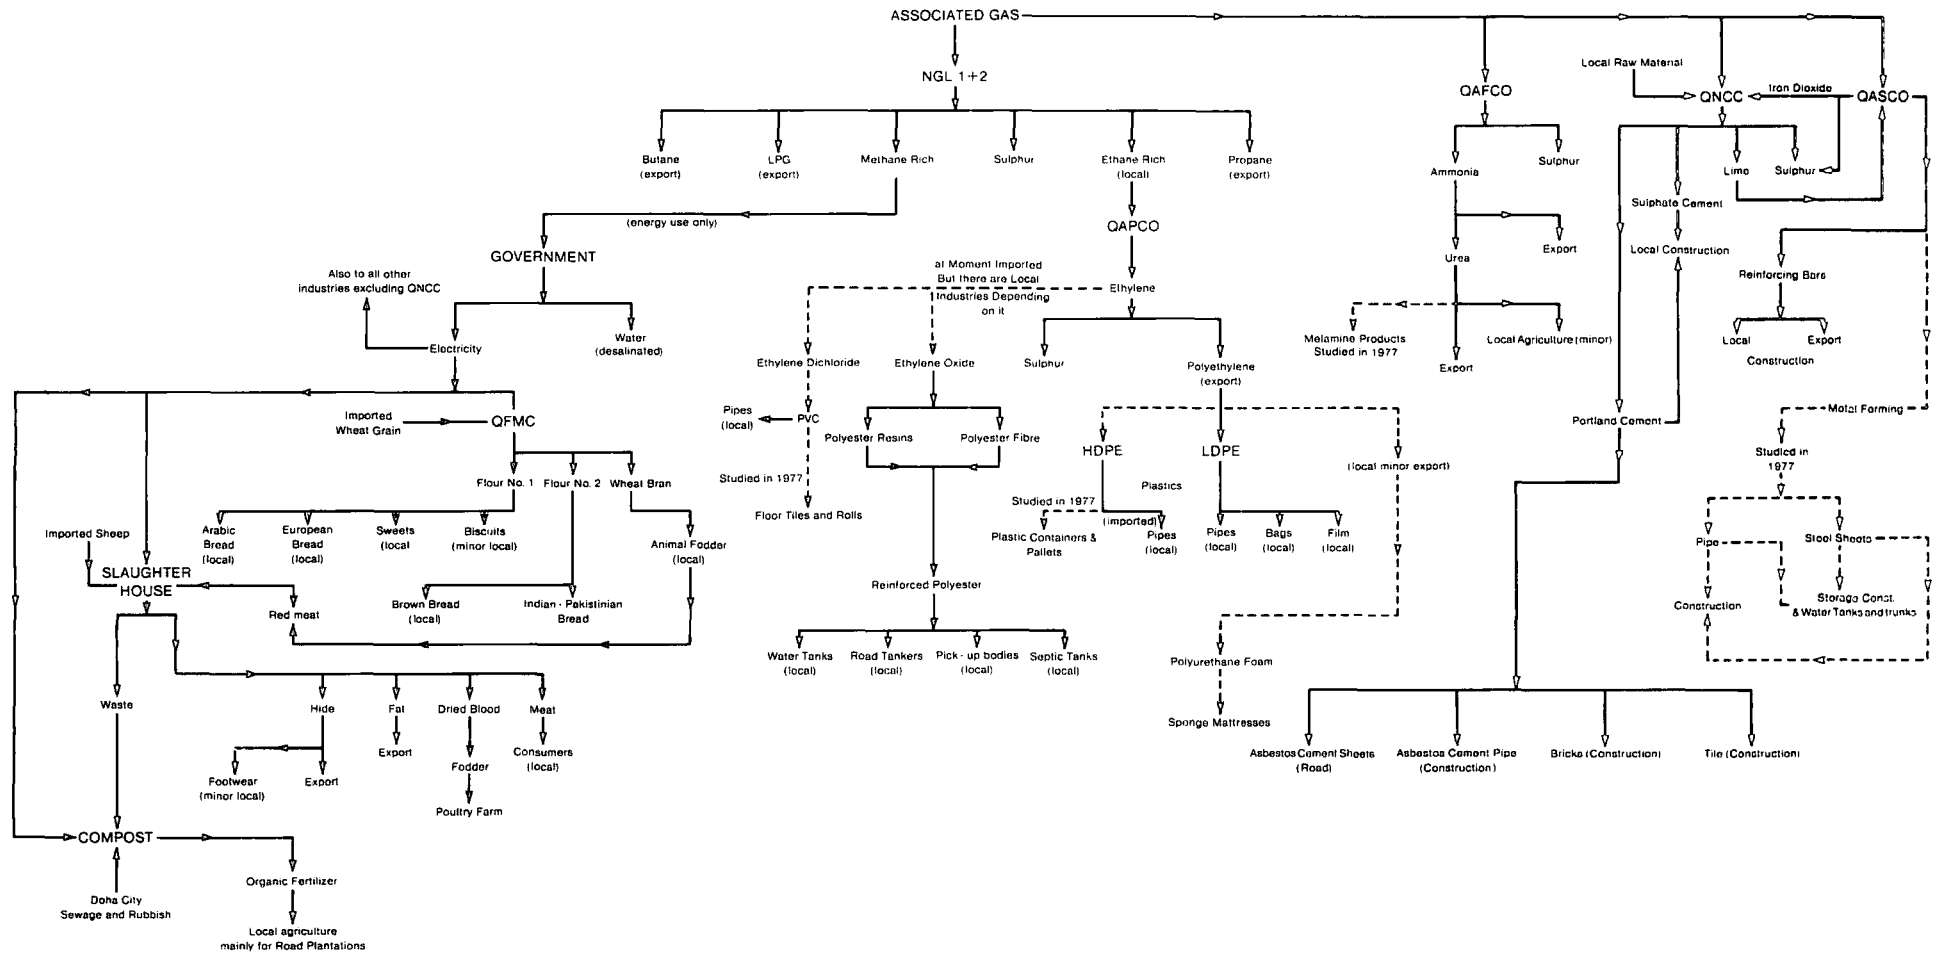 ASSOCIATED GAS
NGL 1+2
Butane
(export)
LPG
(export)
Methane Rich
Sulphur
Ethane Rich
(local)
Propane
(export)
(energy use only)
GOVERNMENT
Also to all other
industries excluding QNCC
Electricity
Water
(desalinated)
Imported
Wheat Grain
QFMC
Flour No. 1
Flour No. 2
Wheat Bran
Arabic
Bread
(local)
European
Bread
(local)
Sweets
(local
Biscuits
(minor local)
Animal Fodder
(local)
Imported Sheep
SLAUGHTER
HOUSE
Red meat
Brown Bread
(local)
Indian - Pakistinian
Bread
Waste
Hide
Fat
Dried Blood
Meat
Footwear
(minor local)
Export
Export
Fodder
Poultry Farm
Consumers
(local)
COMPOST
Doha City
Sewage and Rubbish
Organic Fertilizer
Local agriculture
mainly for Road Plantations
QAPCO
at Moment Imported
But there are Local
Industries Depending
on it
Ethylene
Ethylene Dichloride
Ethylene Oxide
Sulphur
Polyethylene
(export)
Pipes
(local)
PVC
Studied in 1977
Floor Tiles and Rolls
Polyester Resins
Polyester Fibre
Reinforced Polyester
Water Tanks
(local)
Road Tankers
(local)
Pick - up bodies
(local)
Septic Tanks
(local)
HDPE
LDPE
(local minor export)
Plastics
Studied in 1977
(imported)
Plastic Containers &
Pallets
Pipes
(local)
Pipes
(local)
Bags
(local)
Film
(local)
Polyurethane Foam
Sponge Mattresses
QAFCO
Ammonia
Sulphur
Urea
Export
Melamine Products
Studied in 1977
Local Agriculture (minor)
Export
Local Raw Material
QNCC
Iron Dioxide
QASCO
Lime
Sulphur
Sulphate Cement
Local Construction
Portland Cement
Asbestos Cement Sheets
(Road)
Asbestos Cement Pipe
(Construction)
Bricks (Construction)
Tile (Construction)
Reinforcing Bars
Local
Export
Construction
Metal Forming
Studied in
1977
Pipe
Steel Sheets
Construction
Storage Const.
& Water Tanks and trunks